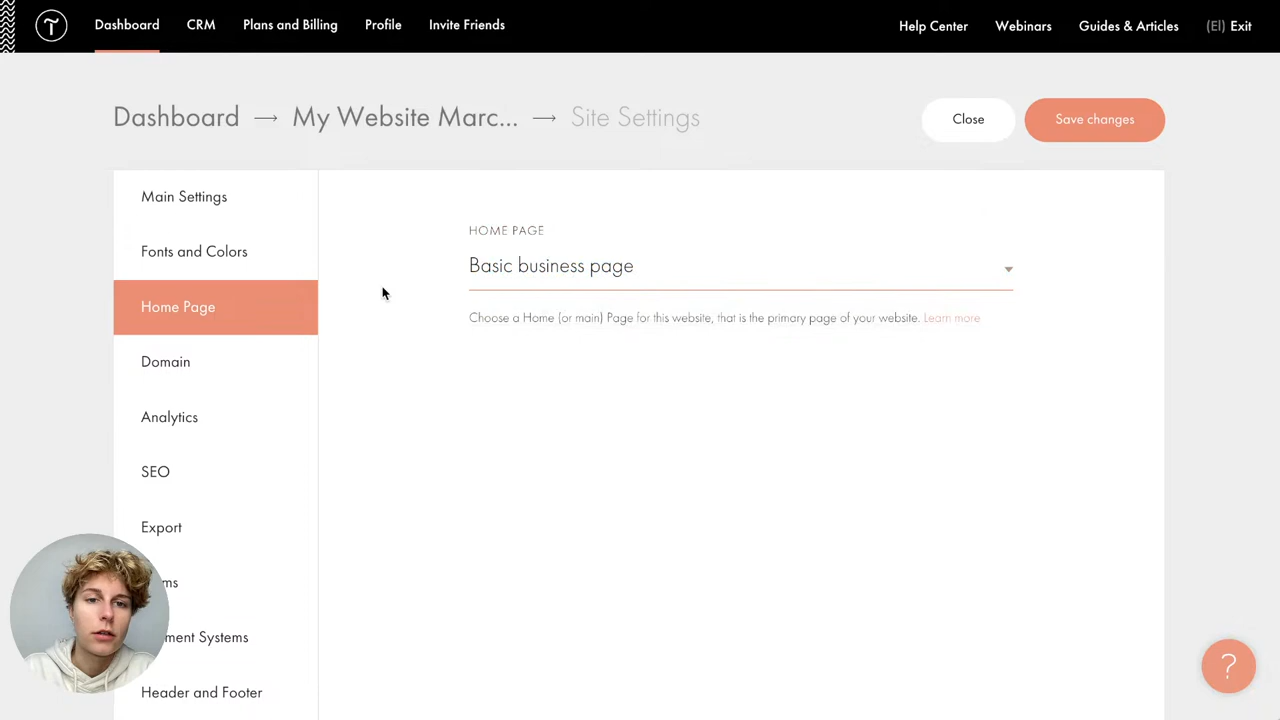 Dashboard CRM Plans and Billing Profile Invite Friends Help Center Webinars Guides & Articles (El) Exit
Dashboard → My Website Marc... → Site Settings Close Save changes
Main Settings
Fonts and Colors
Home Page
Domain
Analytics
SEO
Export
ms
ment Systems
Header and Footer
HOME PAGE
Basic business page
Choose a Home (or main) Page for this website, that is the primary page of your website. Learn more
?